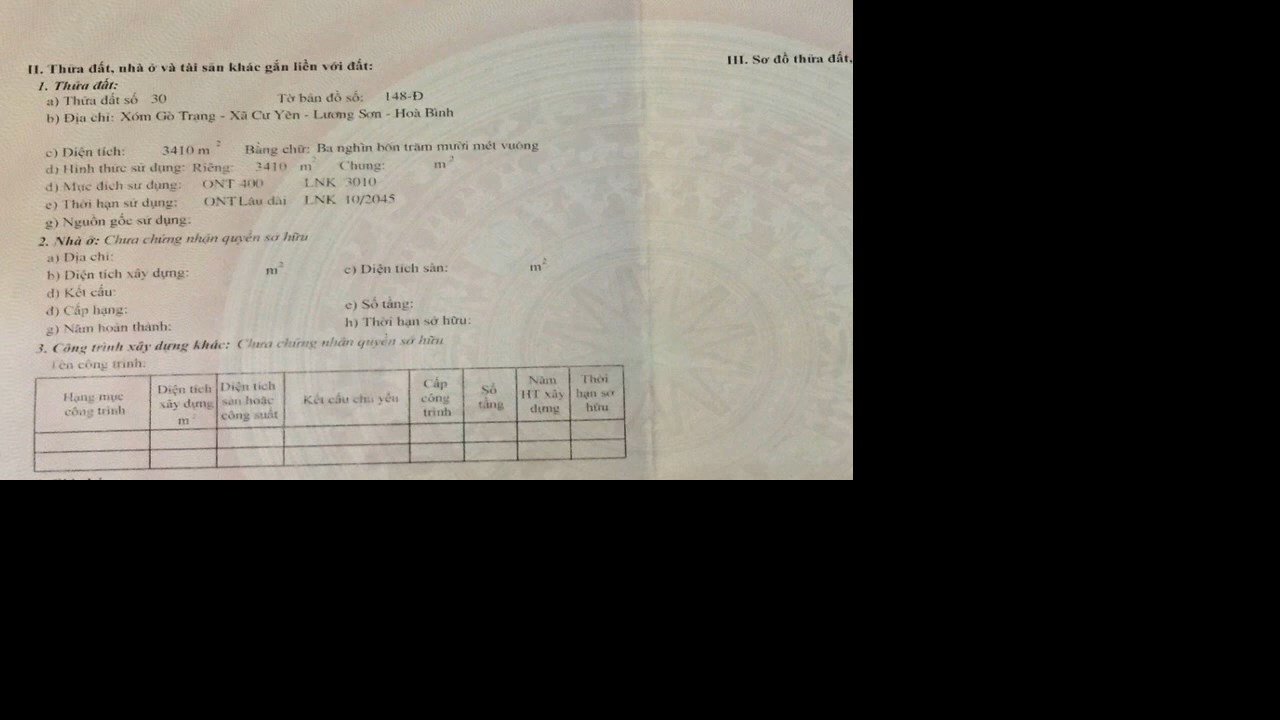 II. Thửa đất, nhà ở và tài sản khác gắn liền với đất:
1. Thửa đất:
a) Thửa đất số 30 Tờ bản đồ số: 148-Đ
b) Địa chỉ: Xóm Gò Trạng - Xã Cư Yên - Lương Sơn - Hoà Bình
c) Diện tích: 3410 m² Bằng chữ: Ba nghìn bốn trăm mười mét vuông
d) Hình thức sử dụng: Riêng: 3410 m² Chung: m²
đ) Mục đích sử dụng: ONT 400 LNK 3010
e) Thời hạn sử dụng: ONT Lâu dài LNK 10/2045
g) Nguồn gốc sử dụng:
2. Nhà ở: Chưa chứng nhận quyền sở hữu
a) Địa chỉ:
b) Diện tích xây dựng: m² c) Diện tích sàn: m²
d) Kết cấu:
đ) Cấp hạng: e) Số tầng:
g) Năm hoàn thành: h) Thời hạn sở hữu:
3. Công trình xây dựng khác: Chưa chứng nhận quyền sở hữu
Tên công trình:
Hạng mục công trình
Diện tích xây dựng m²
Diện tích sàn hoặc công suất
Kết cấu chủ yếu
Cấp công trình
Số tầng
Năm HT xây dựng
Thời hạn sở hữu
III. Sơ đồ thửa đất,